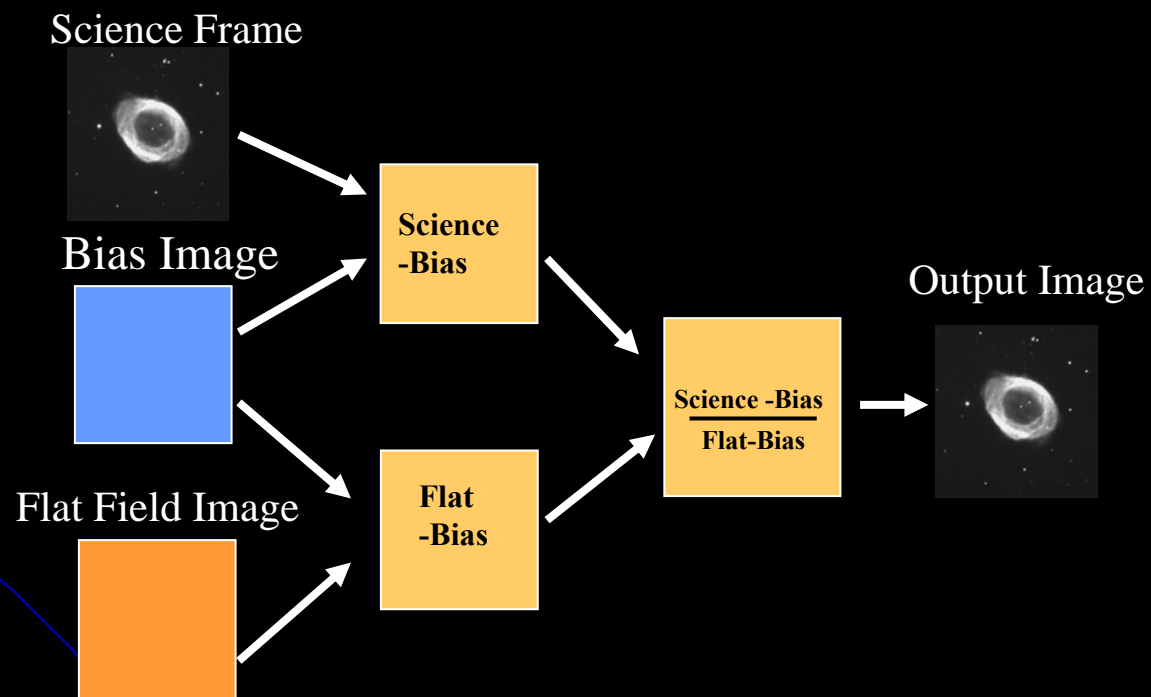 Science Frame
Bias Image
Flat Field Image
Science
-Bias
Flat
-Bias
Science -Bias
Flat-Bias
Output Image